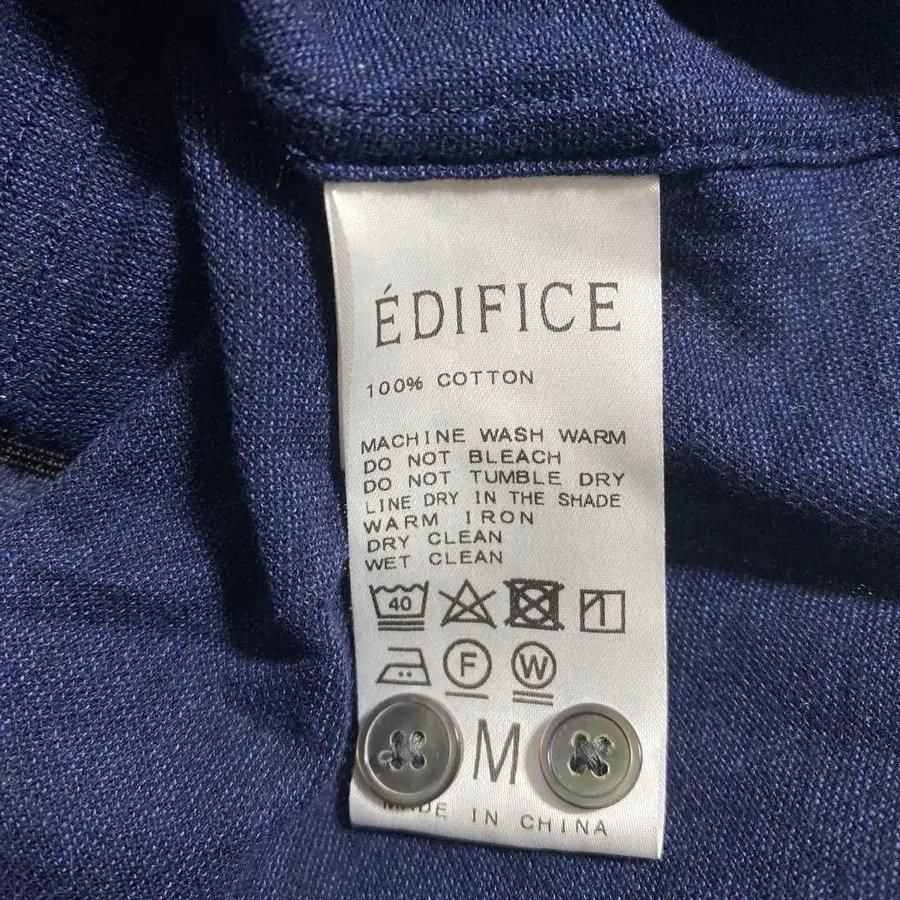 ÉDIFICE
100% COTTON
MACHINE WASH WARM
DO NOT BLEACH
DO NOT TUMBLE DRY
LINE DRY IN THE SHADE
WARM IRON
DRY CLEAN
WET CLEAN
40
F W
M
MADE IN CHINA